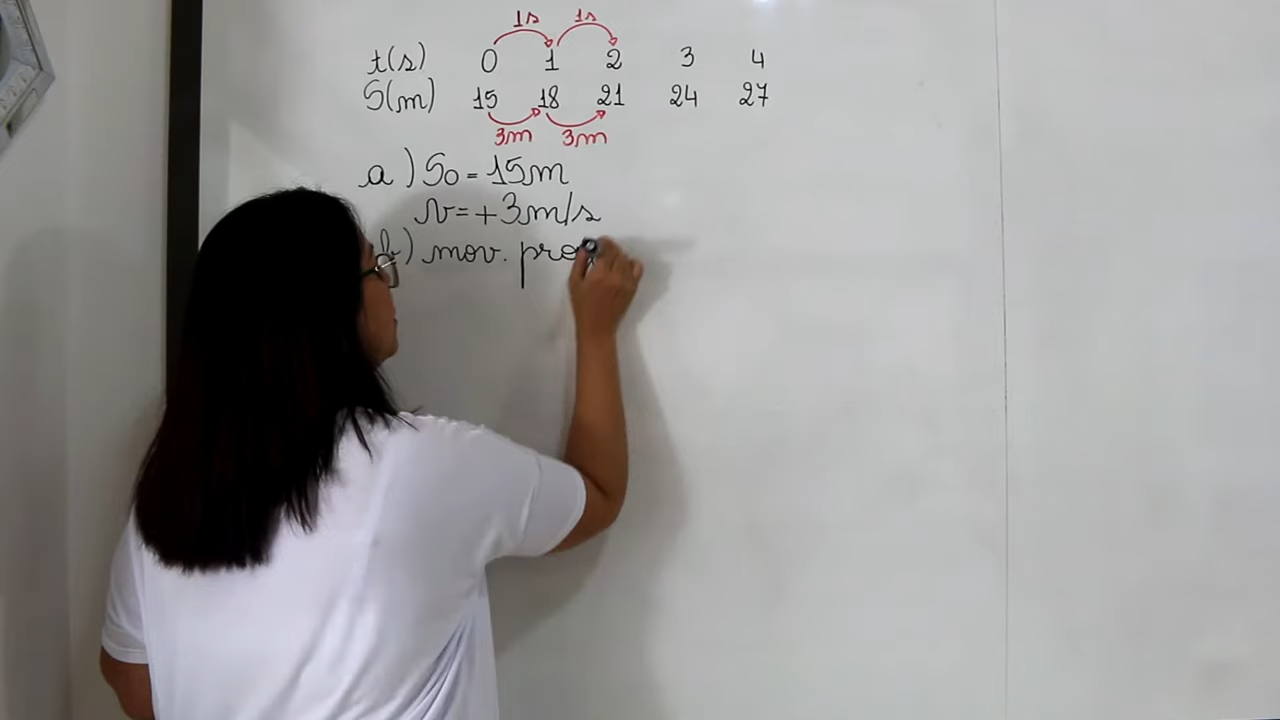 1s 1s
t(s) 0 1 2 3 4
S(m) 15 18 21 24 27
3m 3m
a) S₀ = 15m
v = +3m/s
b) mov. pro